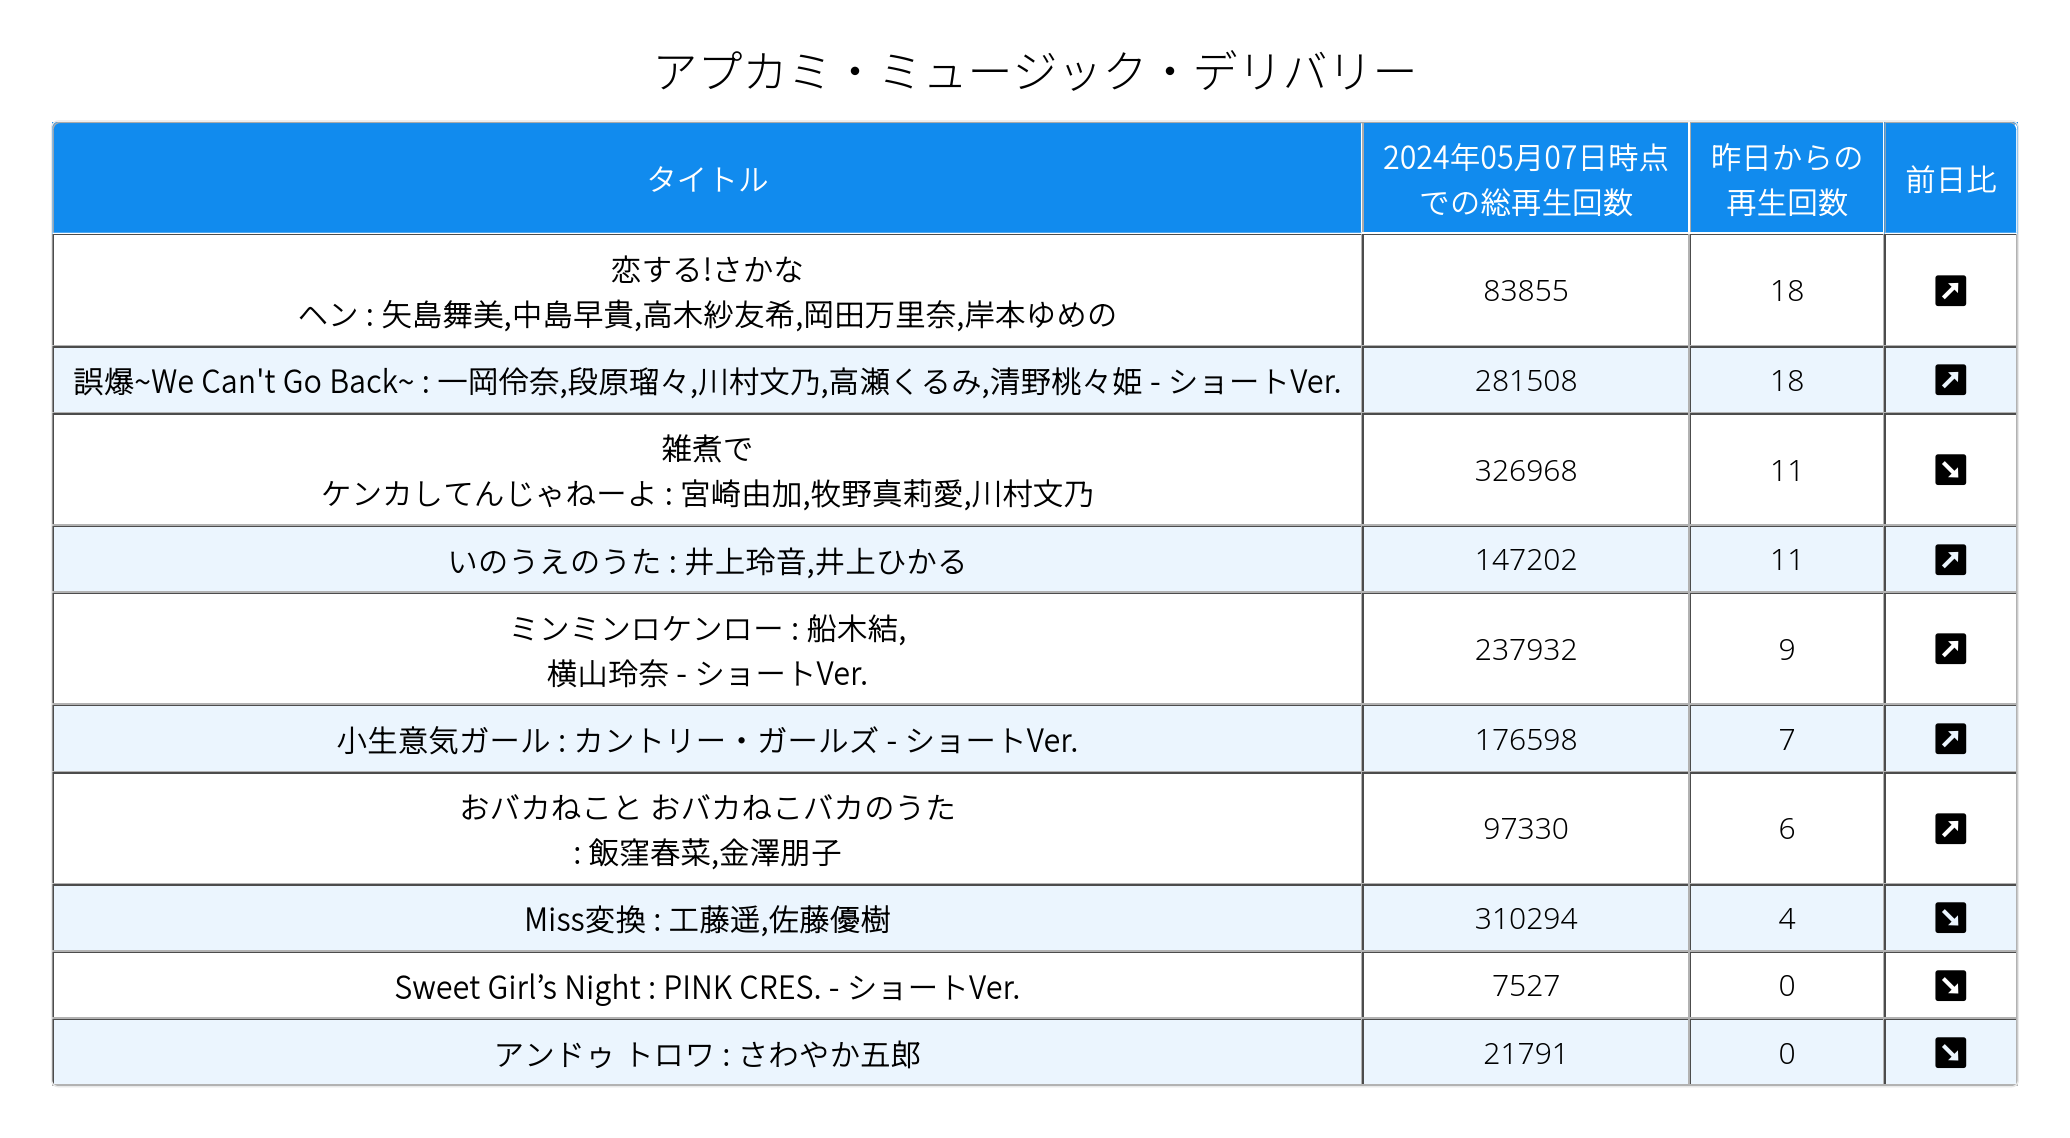 アプカミ・ミュージック・デリバリー
タイトル
2024年05月07日時点
での総再生回数
昨日からの
再生回数
前日比
恋する!さかな
ヘン : 矢島舞美,中島早貴,高木紗友希,岡田万里奈,岸本ゆめの
83855
18
誤爆~We Can't Go Back~ : 一岡伶奈,段原瑠々,川村文乃,高瀬くるみ,清野桃々姫 - ショートVer.
281508
18
雑煮で
ケンカしてんじゃねーよ : 宮崎由加,牧野真莉愛,川村文乃
326968
11
いのうえのうた : 井上玲音,井上ひかる
147202
11
ミンミンロケンロー : 船木結,
横山玲奈 - ショートVer.
237932
9
小生意気ガール : カントリー・ガールズ - ショートVer.
176598
7
おバカねこと おバカねこバカのうた
: 飯窪春菜,金澤朋子
97330
6
Miss変換 : 工藤遥,佐藤優樹
310294
4
Sweet Girl’s Night : PINK CRES. - ショートVer.
7527
0
アンドゥ トロワ : さわやか五郎
21791
0